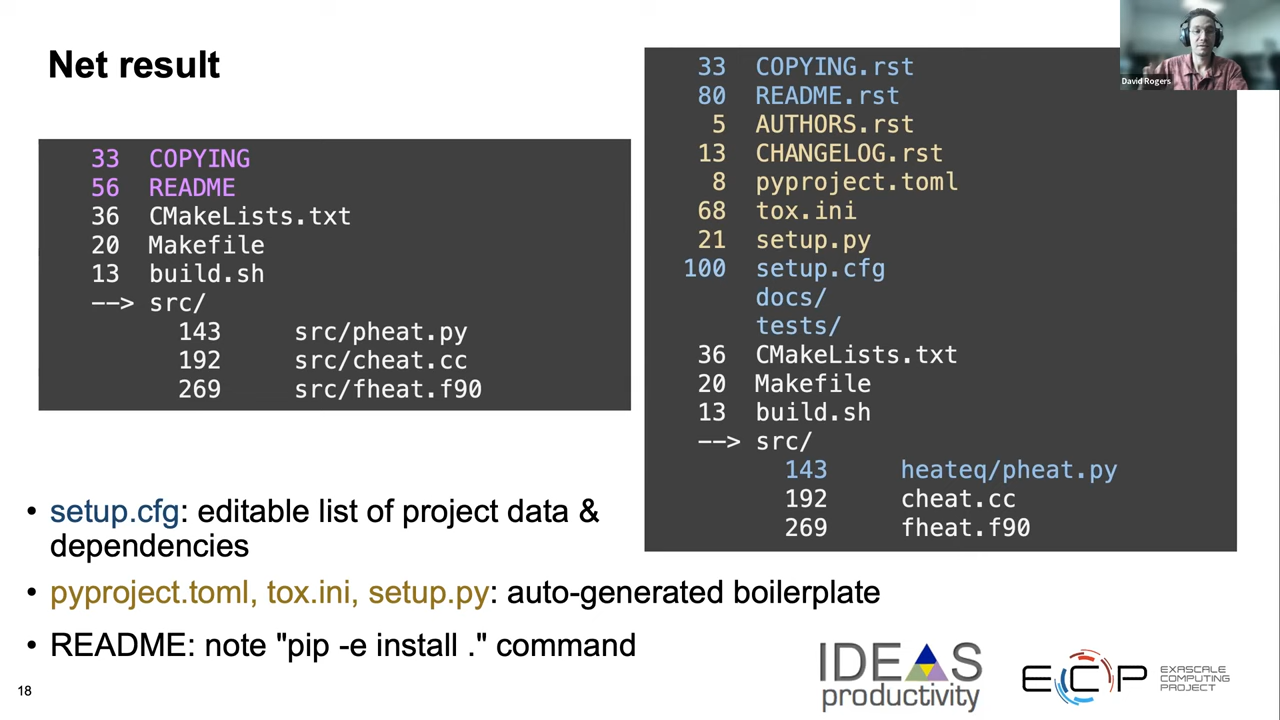 Net result
33 COPYING
56 README
36 CMakeLists.txt
20 Makefile
13 build.sh
--> src/
143 src/pheat.py
192 src/cheat.cc
269 src/fheat.f90
33 COPYING.rst
80 README.rst
5 AUTHORS.rst
13 CHANGELOG.rst
8 pyproject.toml
68 tox.ini
21 setup.py
100 setup.cfg
docs/
tests/
36 CMakeLists.txt
20 Makefile
13 build.sh
--> src/
143 heateq/pheat.py
192 cheat.cc
269 fheat.f90
David Rogers
• setup.cfg: editable list of project data &
dependencies
• pyproject.toml, tox.ini, setup.py: auto-generated boilerplate
• README: note "pip -e install ." command
18
IDEAS
productivity
ECP
EXASCALE
COMPUTING
PROJECT